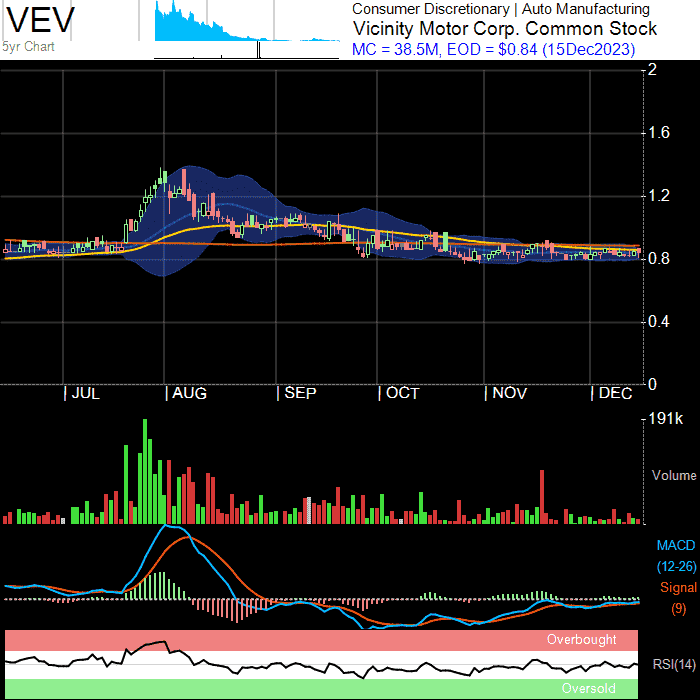 VEV
5yr Chart
Consumer Discretionary | Auto Manufacturing
Vicinity Motor Corp. Common Stock
MC = 38.5M, EOD = $0.84 (15Dec2023)
2
1.6
1.2
0.8
0.4
0
| JUL | AUG | SEP | OCT | NOV | DEC
191k
Volume
MACD
(12-26)
Signal
(9)
Overbought
RSI(14)
Oversold